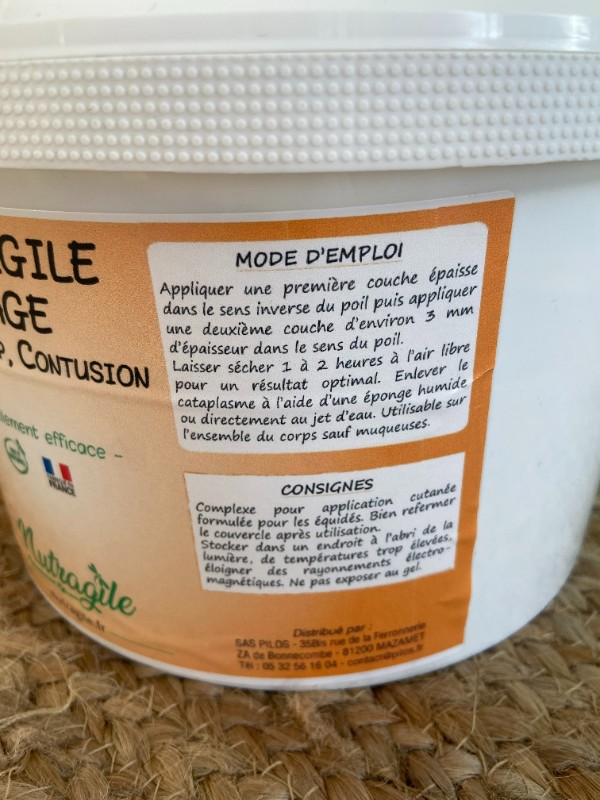 GILE
AGE
P, CONTUSION
llement efficace -
FRANCE
Nutragile
MODE D'EMPLOI
Appliquer une première couche épaisse
dans le sens inverse du poil puis appliquer
une deuxième couche d'environ 3 mm
d'épaisseur dans le sens du poil.
Laisser sécher 1 à 2 heures à l'air libre
pour un résultat optimal. Enlever le
cataplasme à l'aide d'une éponge humide
ou directement au jet d'eau. Utilisable sur
l'ensemble du corps sauf muqueuses.
CONSIGNES
Complexe pour application cutanée
formulée pour les équidés. Bien refermer
le couvercle après utilisation.
Stocker dans un endroit à l'abri de la
lumière, de températures trop élevées,
éloigner des rayonnements électro-
magnétiques. Ne pas exposer au gel.
Distribué par :
SAS PILOS - 35Bis rue de la Ferronnerie
ZA de Bonnecombe - 81200 MAZAMET
Tél : 05 32 56 16 04 - contact@pilos.fr